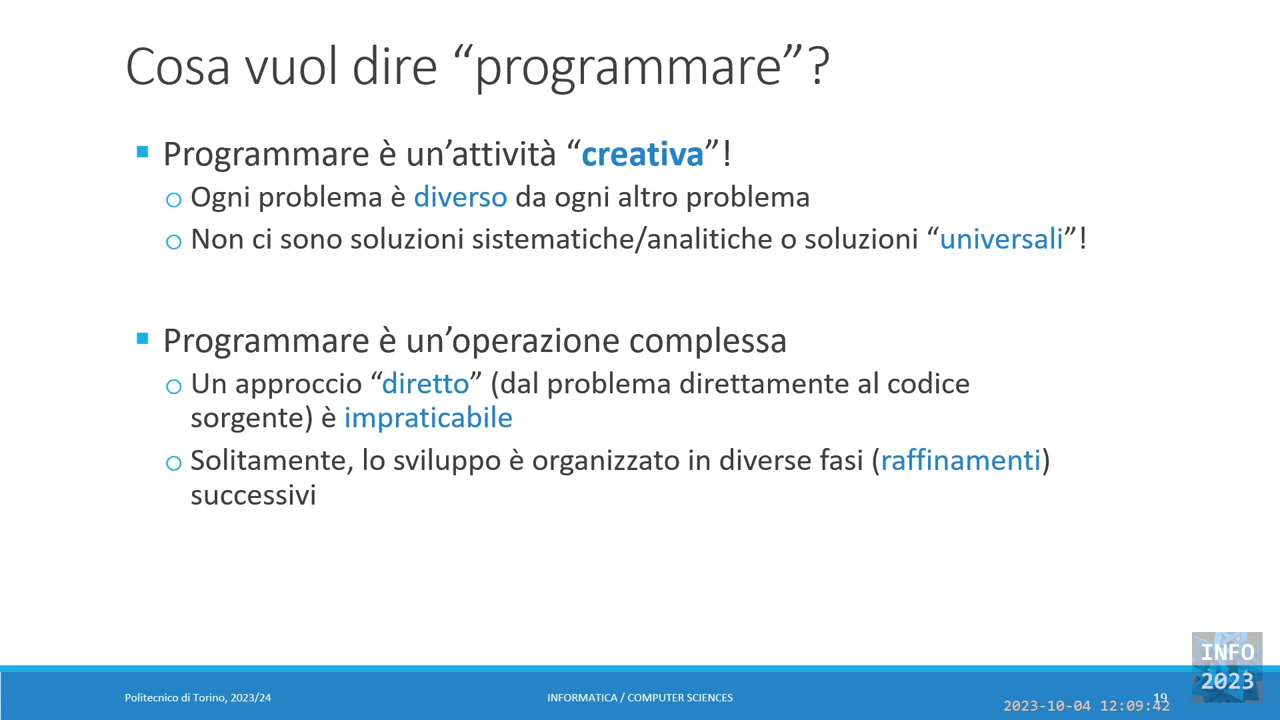 Cosa vuol dire “programmare”?
▪ Programmare è un’attività “creativa”!
o Ogni problema è diverso da ogni altro problema
o Non ci sono soluzioni sistematiche/analitiche o soluzioni “universali”!
▪ Programmare è un’operazione complessa
o Un approccio “diretto” (dal problema direttamente al codice
sorgente) è impraticabile
o Solitamente, lo sviluppo è organizzato in diverse fasi (raffinamenti)
successivi
INFO
2023
Politecnico di Torino, 2023/24
INFORMATICA / COMPUTER SCIENCES
19
2023-10-04 12:09:42